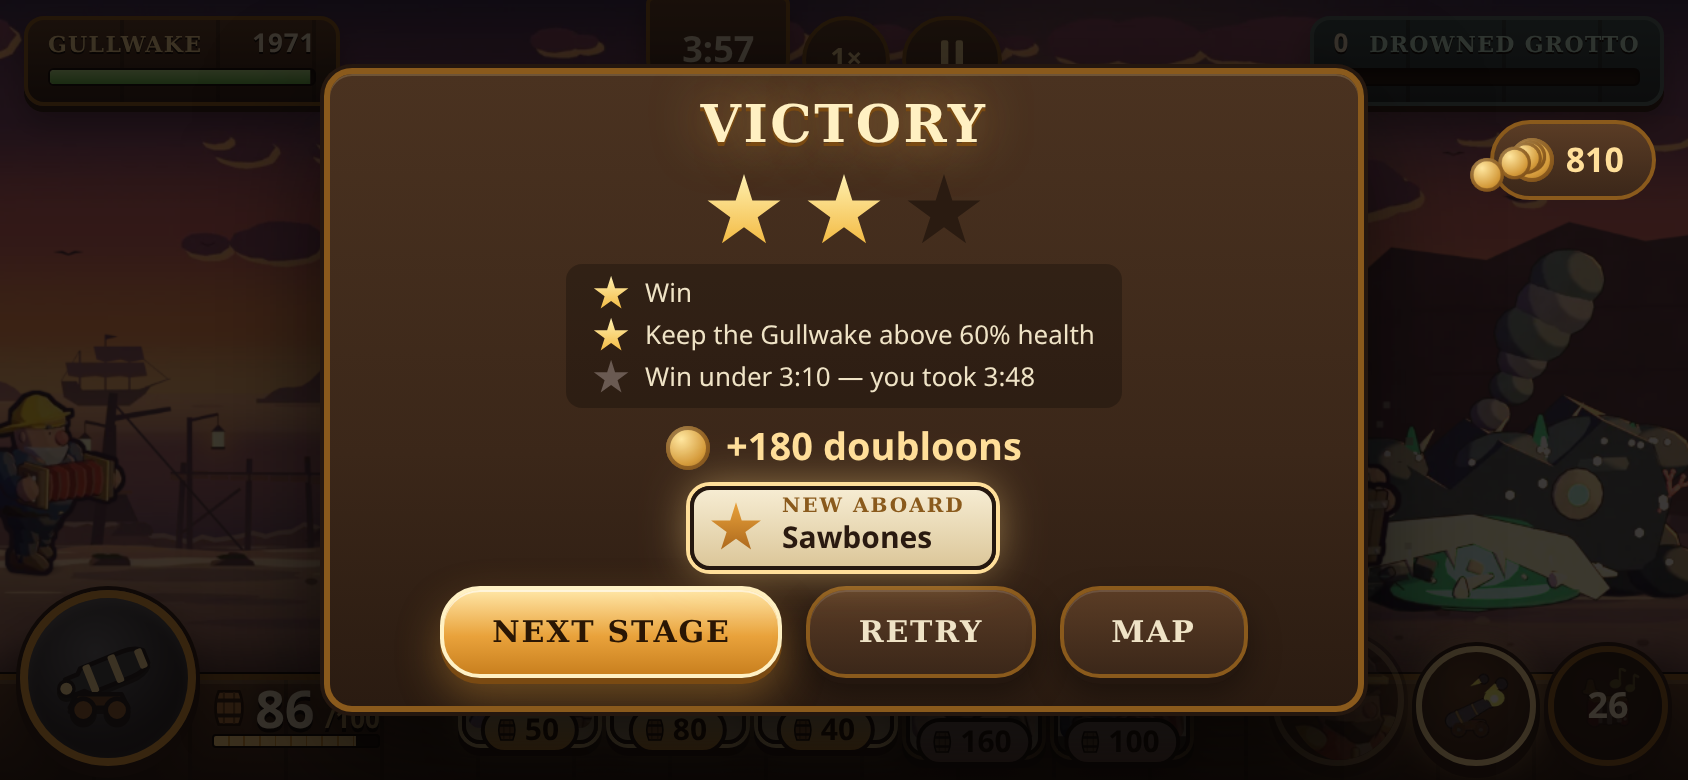 GULLWAKE 1971
3:57
1×
0 DROWNED GROTTO
810
VICTORY
Win
Keep the Gullwake above 60% health
Win under 3:10 — you took 3:48
+180 doubloons
NEW ABOARD
Sawbones
NEXT STAGE
RETRY
MAP
86 /100
50
80
40
160
100
26